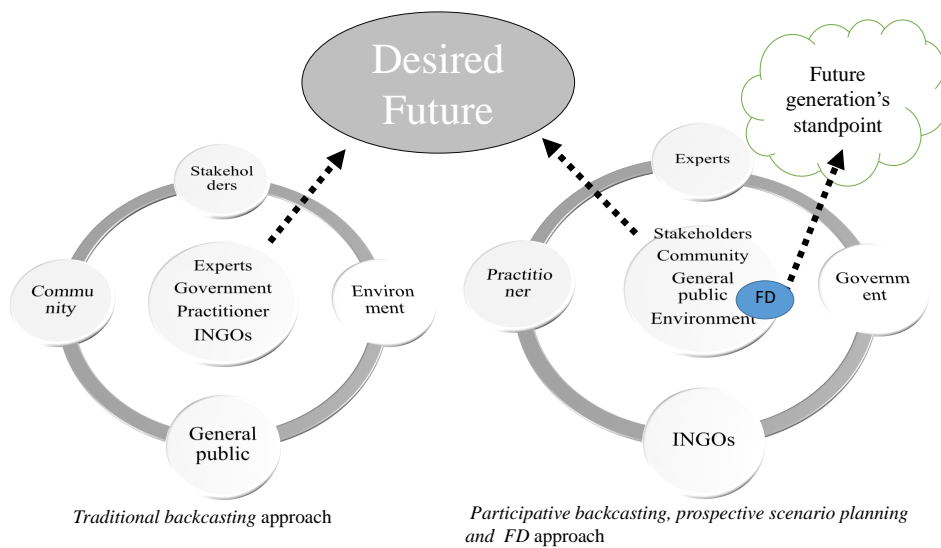 Desired
Future
Future
generation's
standpoint
Stakehol
ders
Commu
nity
Experts
Government
Practitioner
INGOs
Environ
ment
General
public
Traditional backcasting approach
Experts
Practitio
ner
Stakeholders
Community
General
public
Environment
FD
Governm
ent
INGOs
Participative backcasting, prospective scenario planning
and FD approach